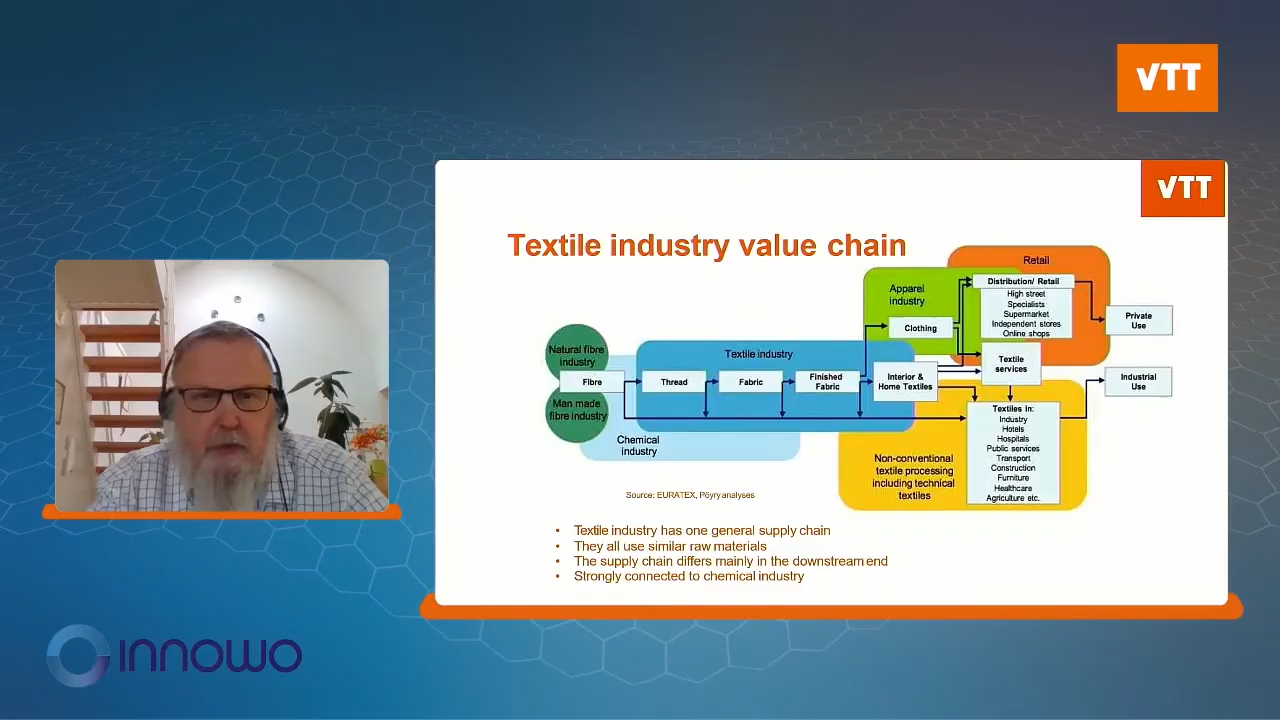 VTT
VTT
Textile industry value chain
Retail
Apparel
industry
Distribution/ Retail
High street
Specialists
Supermarket
Independent stores
Online shops
Clothing
Private
Use
Natural fibre
industry
Textile industry
Textile
services
Fibre
Thread
Fabric
Finished
Fabric
Interior &
Home Textiles
Industrial
Use
Man made
fibre industry
Chemical
industry
Textiles in:
Industry
Hotels
Hospitals
Public services
Transport
Construction
Furniture
Healthcare
Agriculture etc.
Non-conventional
textile processing
including technical
textiles
Source: EURATEX, Pöyry analyses
• Textile industry has one general supply chain
• They all use similar raw materials
• The supply chain differs mainly in the downstream end
• Strongly connected to chemical industry
INNOWO